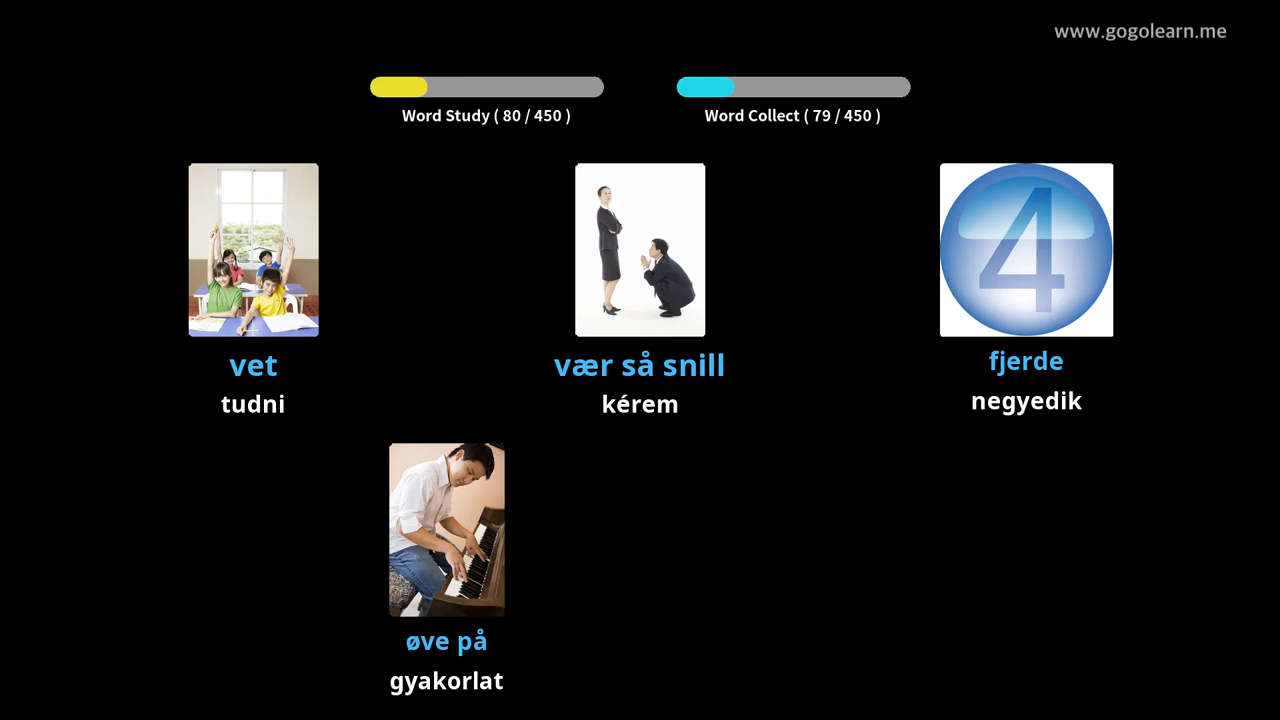 www.gogolearn.me
Word Study ( 80 / 450 )
Word Collect ( 79 / 450 )
4
vet
tudni
vær så snill
kérem
fjerde
negyedik
øve på
gyakorlat